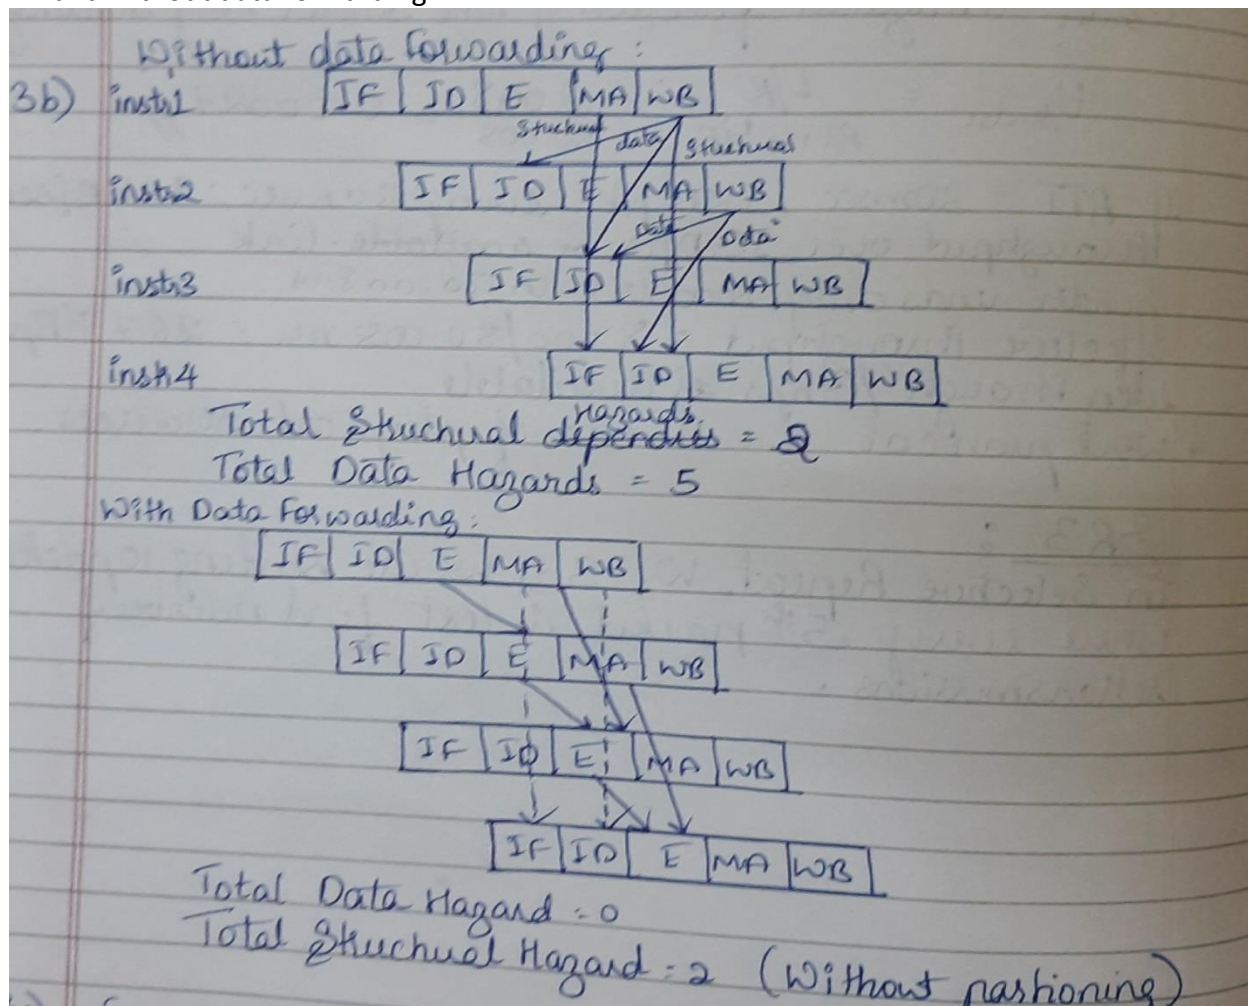 Without data forwarding :
3b) instr1 IF ID E MA WB
Structural data Structural
instr2 IF ID E MA WB
Data Data
instr3 IF ID E MA WB
instr4 IF ID E MA WB
Hazards
Total Structural = 2
Total Data Hazards = 5
With Data Forwarding :
IF ID E MA WB
IF ID E MA WB
IF ID E MA WB
IF ID E MA WB
Total Data Hazard = 0
Total Structural Hazard = 2 (Without